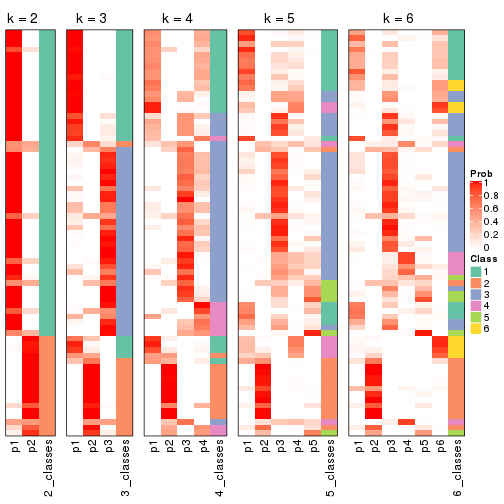 k = 2
k = 3
k = 4
k = 5
k = 6
p1
p2
2_classes
p1
p2
p3
3_classes
p1
p2
p3
p4
4_classes
p1
p2
p3
p4
p5
5_classes
p1
p2
p3
p4
p5
p6
6_classes
Prob
1
0.8
0.6
0.4
0.2
0
Class
1
2
3
4
5
6